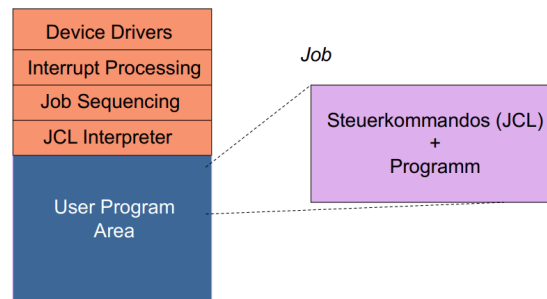 Device Drivers
Interrupt Processing
Job Sequencing
JCL Interpreter
User Program
Area
Job
Steuerkommandos (JCL)
+
Programm